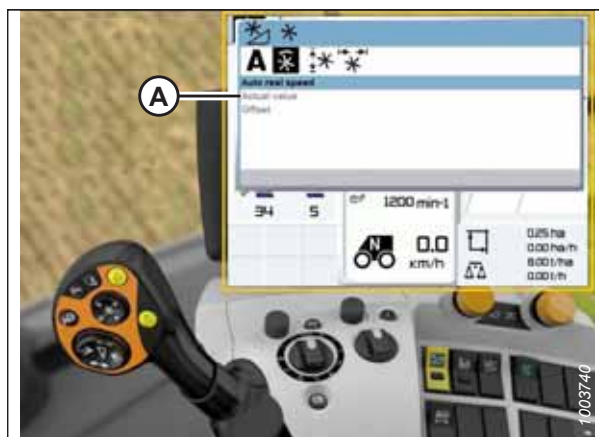 A
Auto reel speed
A
Actual value
Offset
34
5
1200 min-1
N
0.0
km/h
0.25 ha
0.00 ha/h
8.00 l/ha
0.00 l/h
1003740